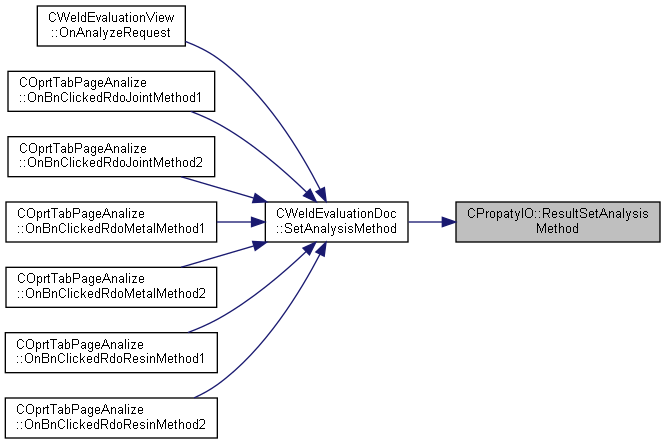 CWeldEvaluationView
::OnAnalyzeRequest
COprtTabPageAnalize
::OnBnClickedRdoJointMethod1
COprtTabPageAnalize
::OnBnClickedRdoJointMethod2
COprtTabPageAnalize
::OnBnClickedRdoMetalMethod1
COprtTabPageAnalize
::OnBnClickedRdoMetalMethod2
COprtTabPageAnalize
::OnBnClickedRdoResinMethod1
COprtTabPageAnalize
::OnBnClickedRdoResinMethod2
CWeldEvaluationDoc
::SetAnalysisMethod
CPropatyIO::ResultSetAnalysis
Method